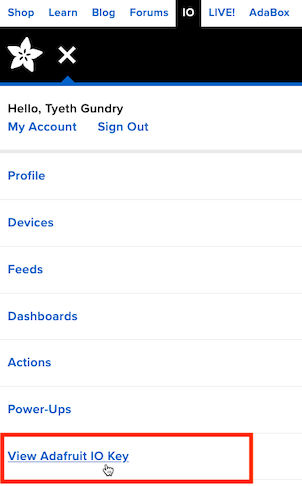 Shop Learn Blog Forums IO LIVE! AdaBox
Hello, Tyeth Gundry
My Account Sign Out
Profile
Devices
Feeds
Dashboards
Actions
Power-Ups
View Adafruit IO Key